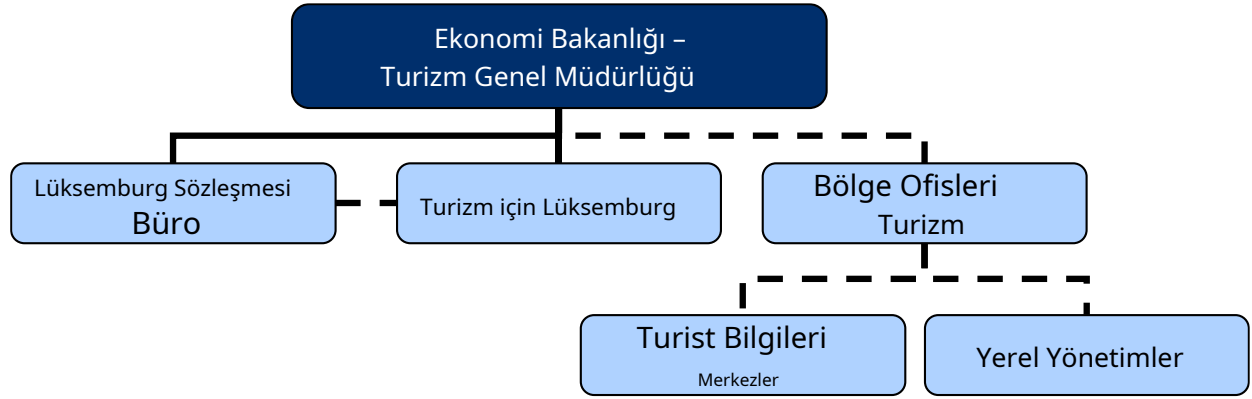 Ekonomi Bakanlığı –
Turizm Genel Müdürlüğü
Lüksemburg Sözleşmesi
Büro
Turizm için Lüksemburg
Bölge Ofisleri
Turizm
Turist Bilgileri
Merkezler
Yerel Yönetimler